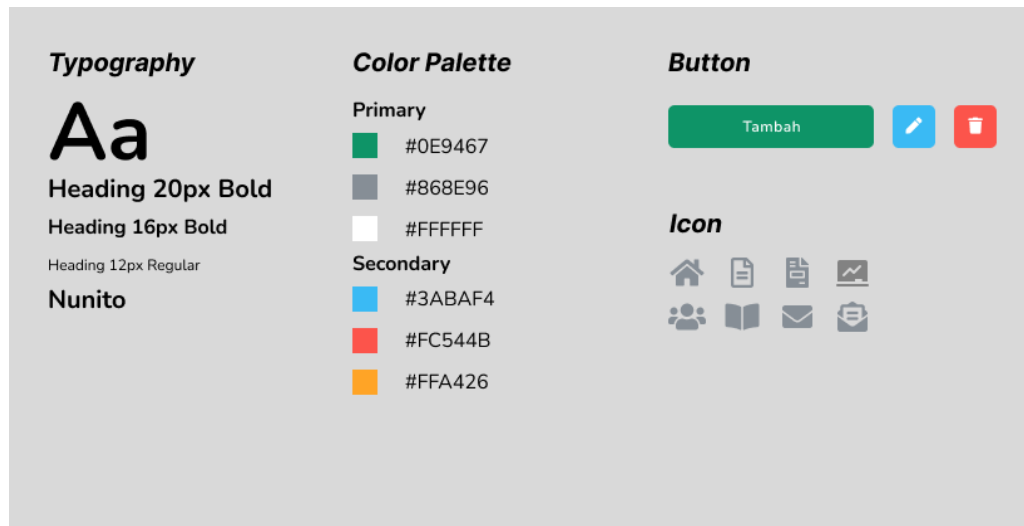 Typography
Aa
Heading 20px Bold
Heading 16px Bold
Heading 12px Regular
Nunito
Color Palette
Primary
#0E9467
#868E96
#FFFFFF
Secondary
#3ABAF4
#FC544B
#FFA426
Button
Tambah
Icon